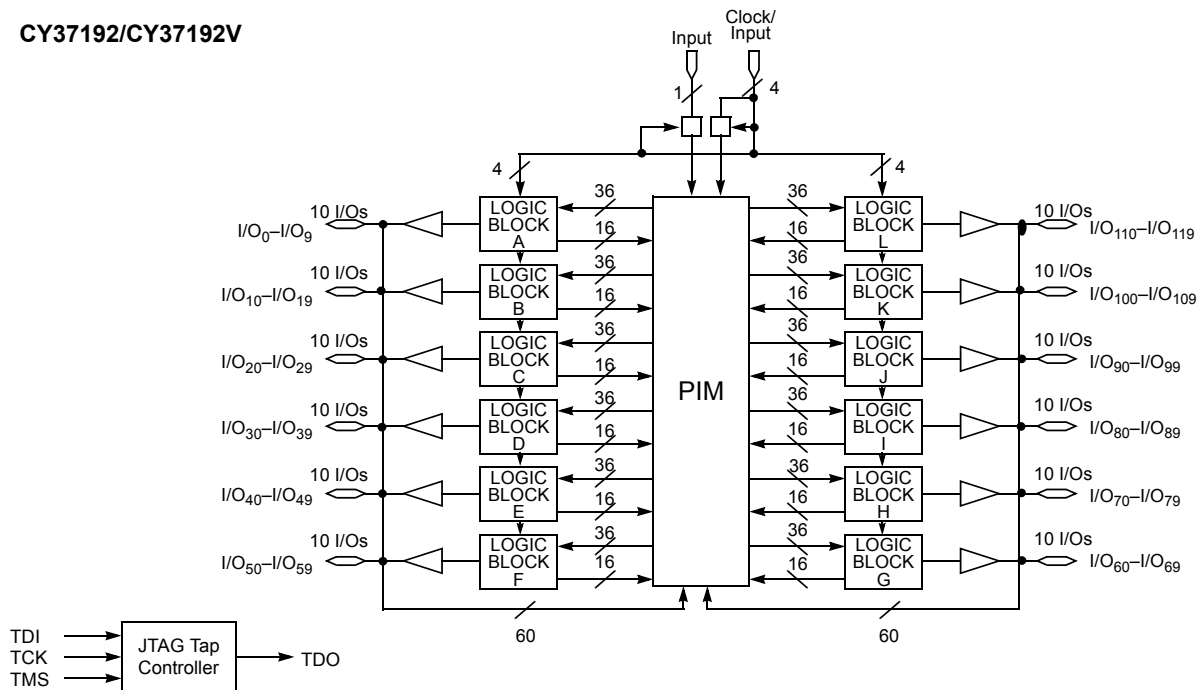 CY37192/CY37192V
Clock/
Input
Input
1
4
4
4
10 I/Os
I/O0–I/O9
LOGIC
BLOCK
A
36
16
36
16
LOGIC
BLOCK
L
10 I/Os
I/O110–I/O119
10 I/Os
I/O10–I/O19
LOGIC
BLOCK
B
36
16
36
16
LOGIC
BLOCK
K
10 I/Os
I/O100–I/O109
10 I/Os
I/O20–I/O29
LOGIC
BLOCK
C
36
16
PIM
36
16
LOGIC
BLOCK
J
10 I/Os
I/O90–I/O99
10 I/Os
I/O30–I/O39
LOGIC
BLOCK
D
36
16
36
16
LOGIC
BLOCK
I
10 I/Os
I/O80–I/O89
10 I/Os
I/O40–I/O49
LOGIC
BLOCK
E
36
16
36
16
LOGIC
BLOCK
H
10 I/Os
I/O70–I/O79
10 I/Os
I/O50–I/O59
LOGIC
BLOCK
F
36
16
36
16
LOGIC
BLOCK
G
10 I/Os
I/O60–I/O69
60
60
TDI
TCK
TMS
JTAG Tap
Controller
TDO